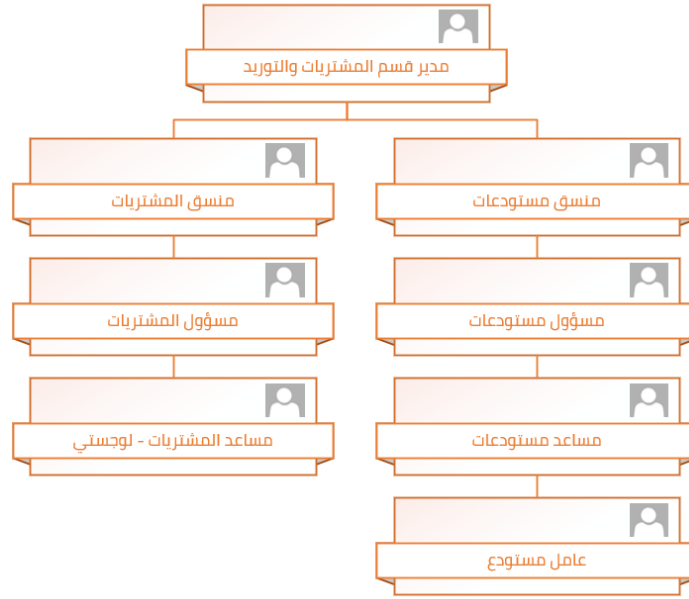 مدير قسم المشتريات والتوريد
منسق مستودعات
منسق المشتريات
مسؤول مستودعات
مسؤول المشتريات
مساعد مستودعات
مساعد المشتريات - لوجستي
عامل مستودع